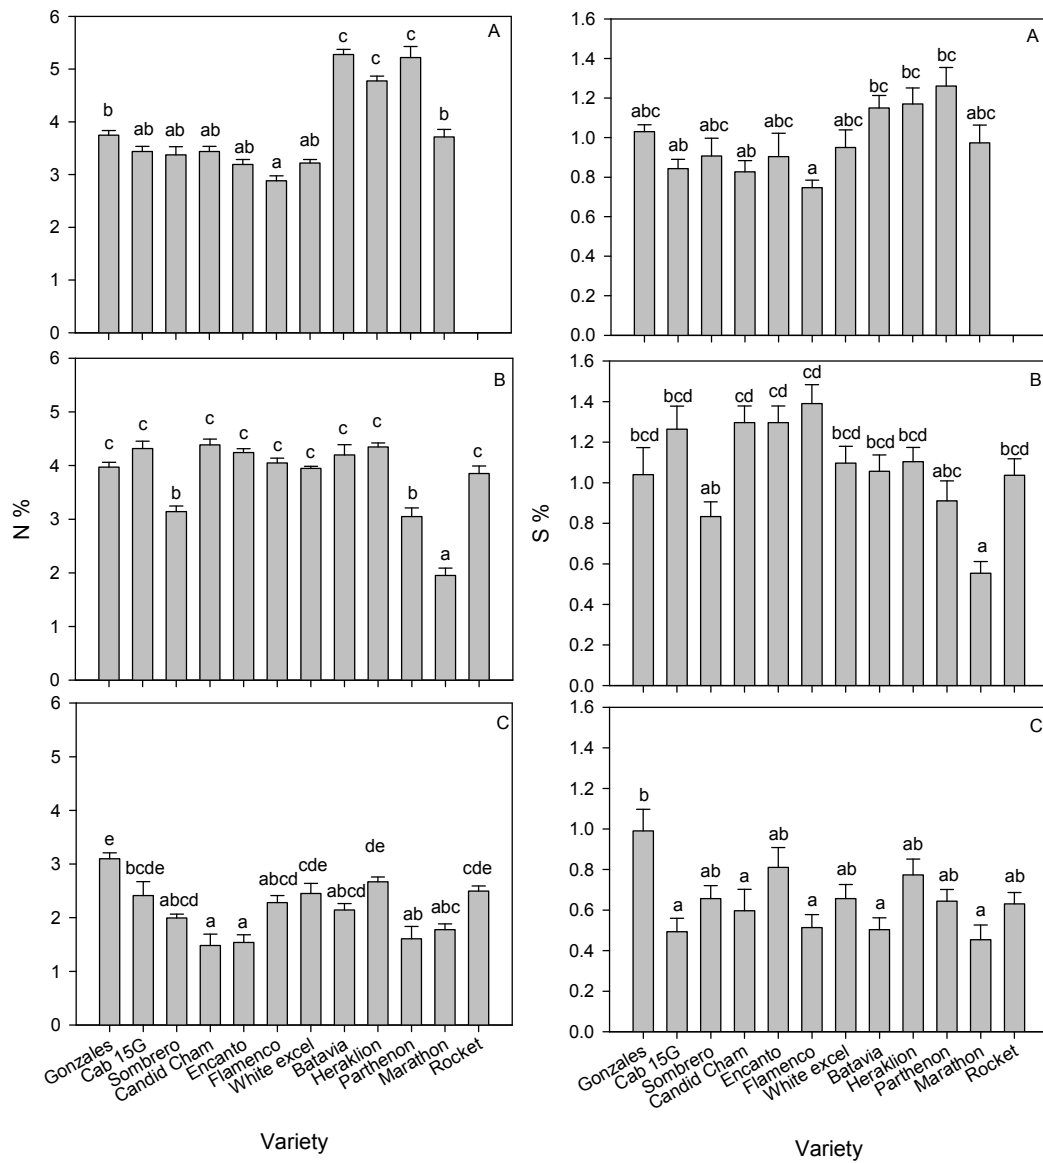 A
6
5
4
3
2
1
0
b
ab
ab
ab
ab
a
ab
c
c
c
b
B
6
5
4
3
2
1
0
c
c
b
c
c
c
c
c
c
b
a
c
N %
C
6
5
4
3
2
1
0
e
bcde
abcd
a
a
abcd
cde
abcd
de
ab
abc
cde
Gonzales
Cab 15G
Sombrero
Candid Cham
Encanto
Flamenco
White excel
Batavia
Heraklion
Parthenon
Marathon
Rocket
Variety
A
1.6
1.4
1.2
1.0
0.8
0.6
0.4
0.2
0.0
abc
ab
abc
ab
abc
a
abc
bc
bc
bc
abc
B
1.6
1.4
1.2
1.0
0.8
0.6
0.4
0.2
0.0
bcd
bcd
ab
cd
cd
cd
bcd
bcd
bcd
abc
a
bcd
S %
C
1.6
1.4
1.2
1.0
0.8
0.6
0.4
0.2
0.0
b
a
ab
a
ab
a
ab
a
ab
ab
a
ab
Gonzales
Cab 15G
Sombrero
Candid Cham
Encanto
Flamenco
White excel
Batavia
Heraklion
Parthenon
Marathon
Rocket
Variety